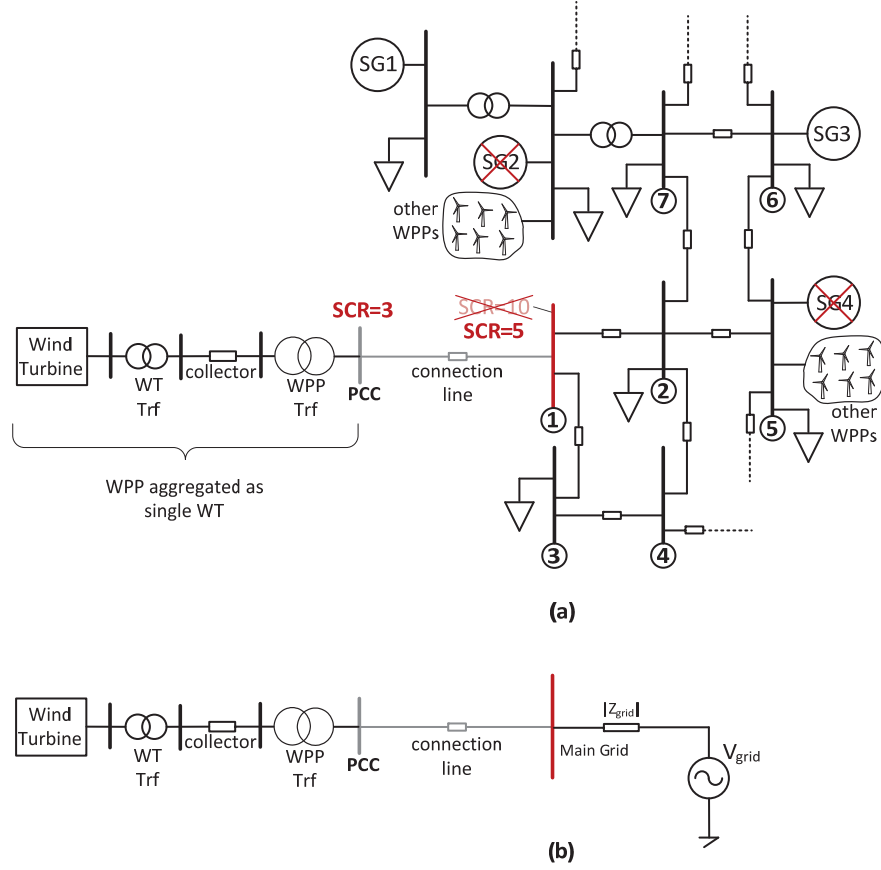 SG1
SG2
SG3
other
WPPs
7
6
SCR=3
SCR=10
SCR=5
SG4
Wind
Turbine
WT
Trf
collector
WPP
Trf
PCC
connection
line
1
2
5
other
WPPs
WPP aggregated as
single WT
3
4
(a)
Wind
Turbine
WT
Trf
collector
WPP
Trf
PCC
connection
line
Main Grid
|Zgrid|
Vgrid
(b)